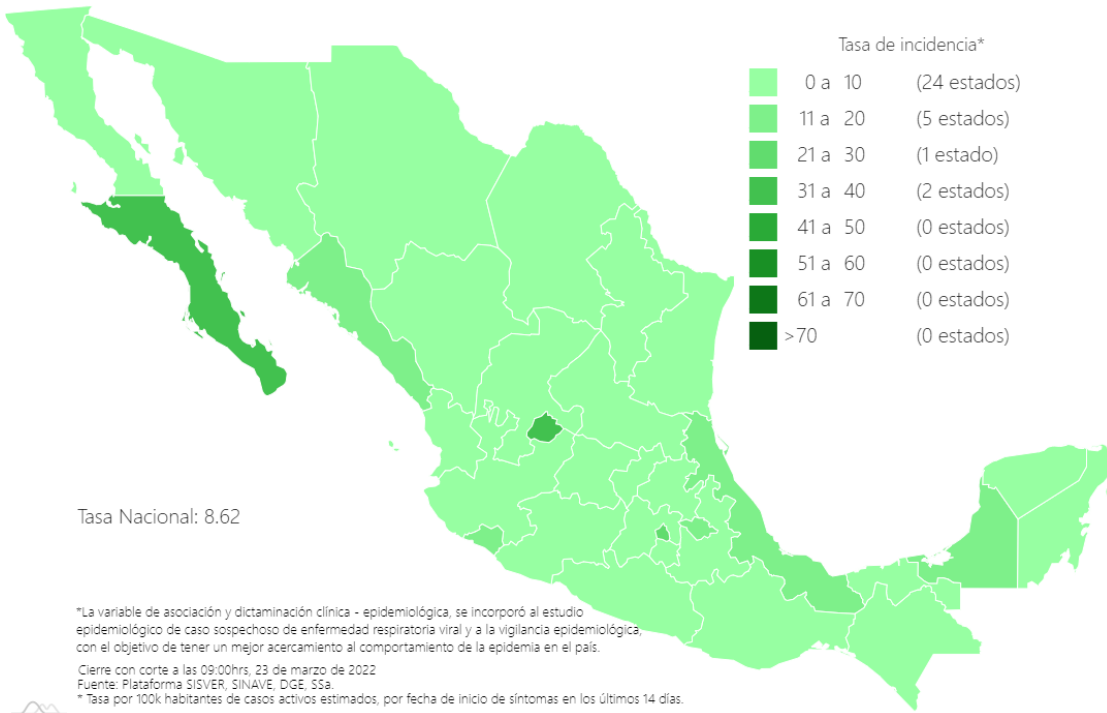 Tasa de incidencia*
0 a 10 (24 estados)
11 a 20 (5 estados)
21 a 30 (1 estado)
31 a 40 (2 estados)
41 a 50 (0 estados)
51 a 60 (0 estados)
61 a 70 (0 estados)
>70 (0 estados)
Tasa Nacional: 8.62
*La variable de asociación y dictaminación clínica - epidemiológica, se incorporó al estudio
epidemiológico de caso sospechoso de enfermedad respiratoria viral y a la vigilancia epidemiológica,
con el objetivo de tener un mejor acercamiento al comportamiento de la epidemia en el país.
Cierre con corte a las 09:00hrs, 23 de marzo de 2022
Fuente: Plataforma SISVER, SINAVE, DGE, SSa.
* Tasa por 100k habitantes de casos activos estimados, por fecha de inicio de síntomas en los últimos 14 días.